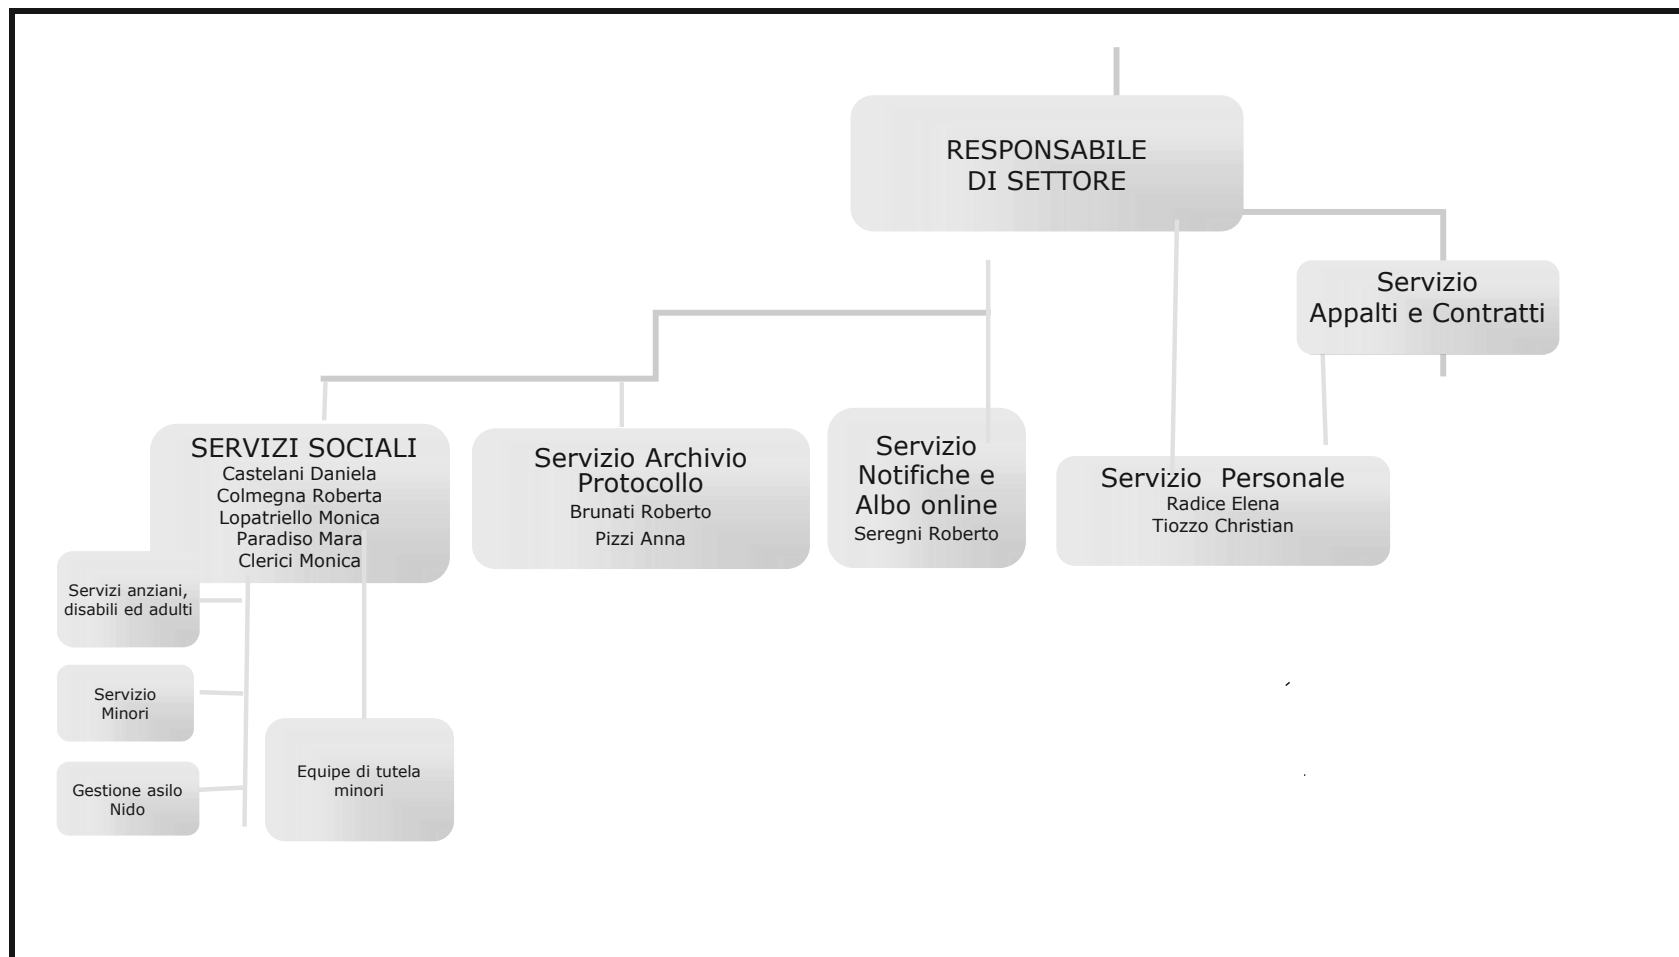 RESPONSABILE
DI SETTORE
Servizio
Appalti e Contratti
SERVIZI SOCIALI
Castelani Daniela
Colmegna Roberta
Lopatriello Monica
Paradiso Mara
Clerici Monica
Servizio Archivio
Protocollo
Brunati Roberto
Pizzi Anna
Servizio
Notifiche e
Albo online
Seregni Roberto
Servizio Personale
Radice Elena
Tiozzo Christian
Servizi anziani,
disabili ed adulti
Servizio
Minori
Gestione asilo
Nido
Equipe di tutela
minori